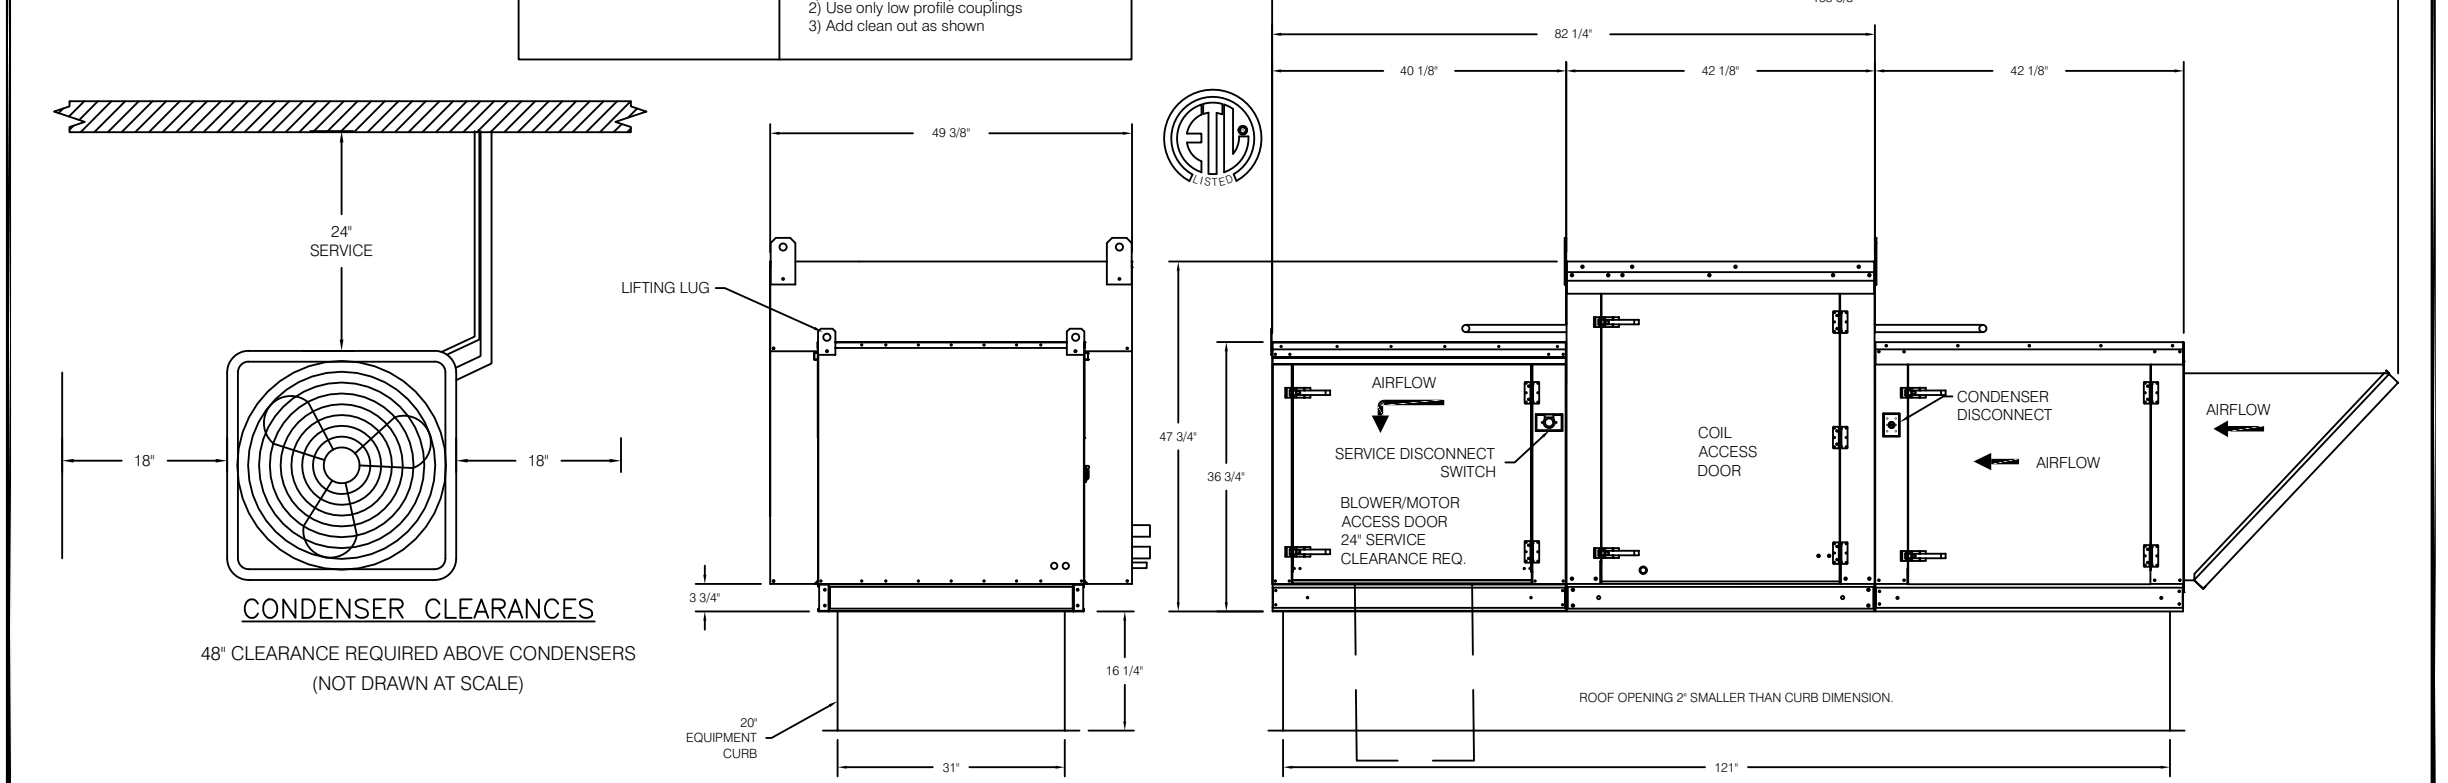 2) Use only low profile couplings
3) Add clean out as shown
82 1/4"
40 1/8"
42 1/8"
42 1/8"
49 3/8"
LISTED
24"
SERVICE
LIFTING LUG
18"
18"
CONDENSER CLEARANCES
48" CLEARANCE REQUIRED ABOVE CONDENSERS
(NOT DRAWN AT SCALE)
3 3/4"
16 1/4"
20"
EQUIPMENT
CURB
31"
47 3/4"
36 3/4"
AIRFLOW
SERVICE DISCONNECT
SWITCH
BLOWER/MOTOR
ACCESS DOOR
24" SERVICE
CLEARANCE REQ.
COIL
ACCESS
DOOR
CONDENSER
DISCONNECT
AIRFLOW
AIRFLOW
ROOF OPENING 2" SMALLER THAN CURB DIMENSION.
121"